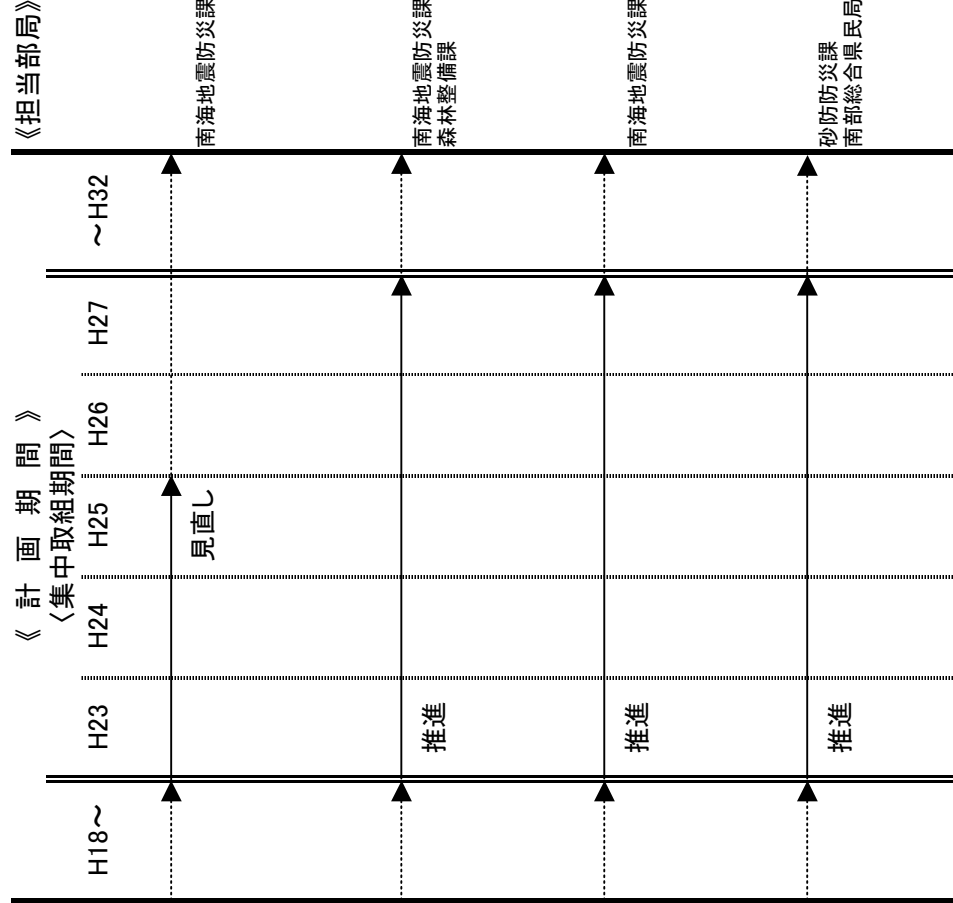 《 計 画 期 間 》
《担当部局》
〈集中取組期間〉
H18～
H23
H24
H25
H26
H27
～H32
見直し
南海地震防災課
推進
南海地震防災課
森林整備課
推進
南海地震防災課
推進
砂防防災課
南部総合県民局